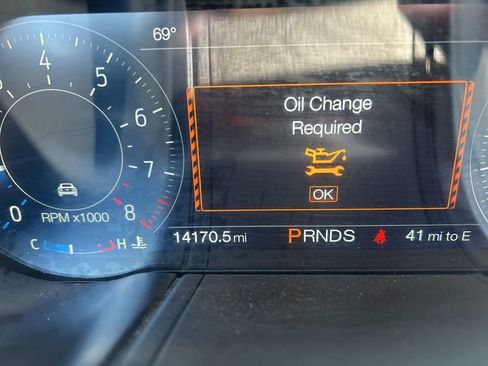 69°
4
5
6
7
8
0
RPM x1000
C H
Oil Change
Required
OK
14170.5 mi PRNDS 41 mi to E